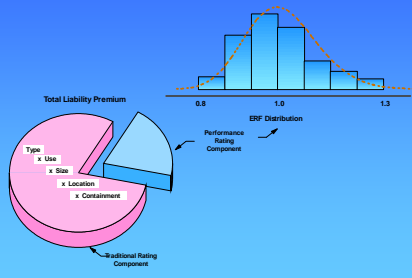 0.8 1.0 1.3
ERF Distribution
Total Liability Premium
Performance
Rating
Component
Type
x Use
x Size
x Location
x Containment
Traditional Rating
Component